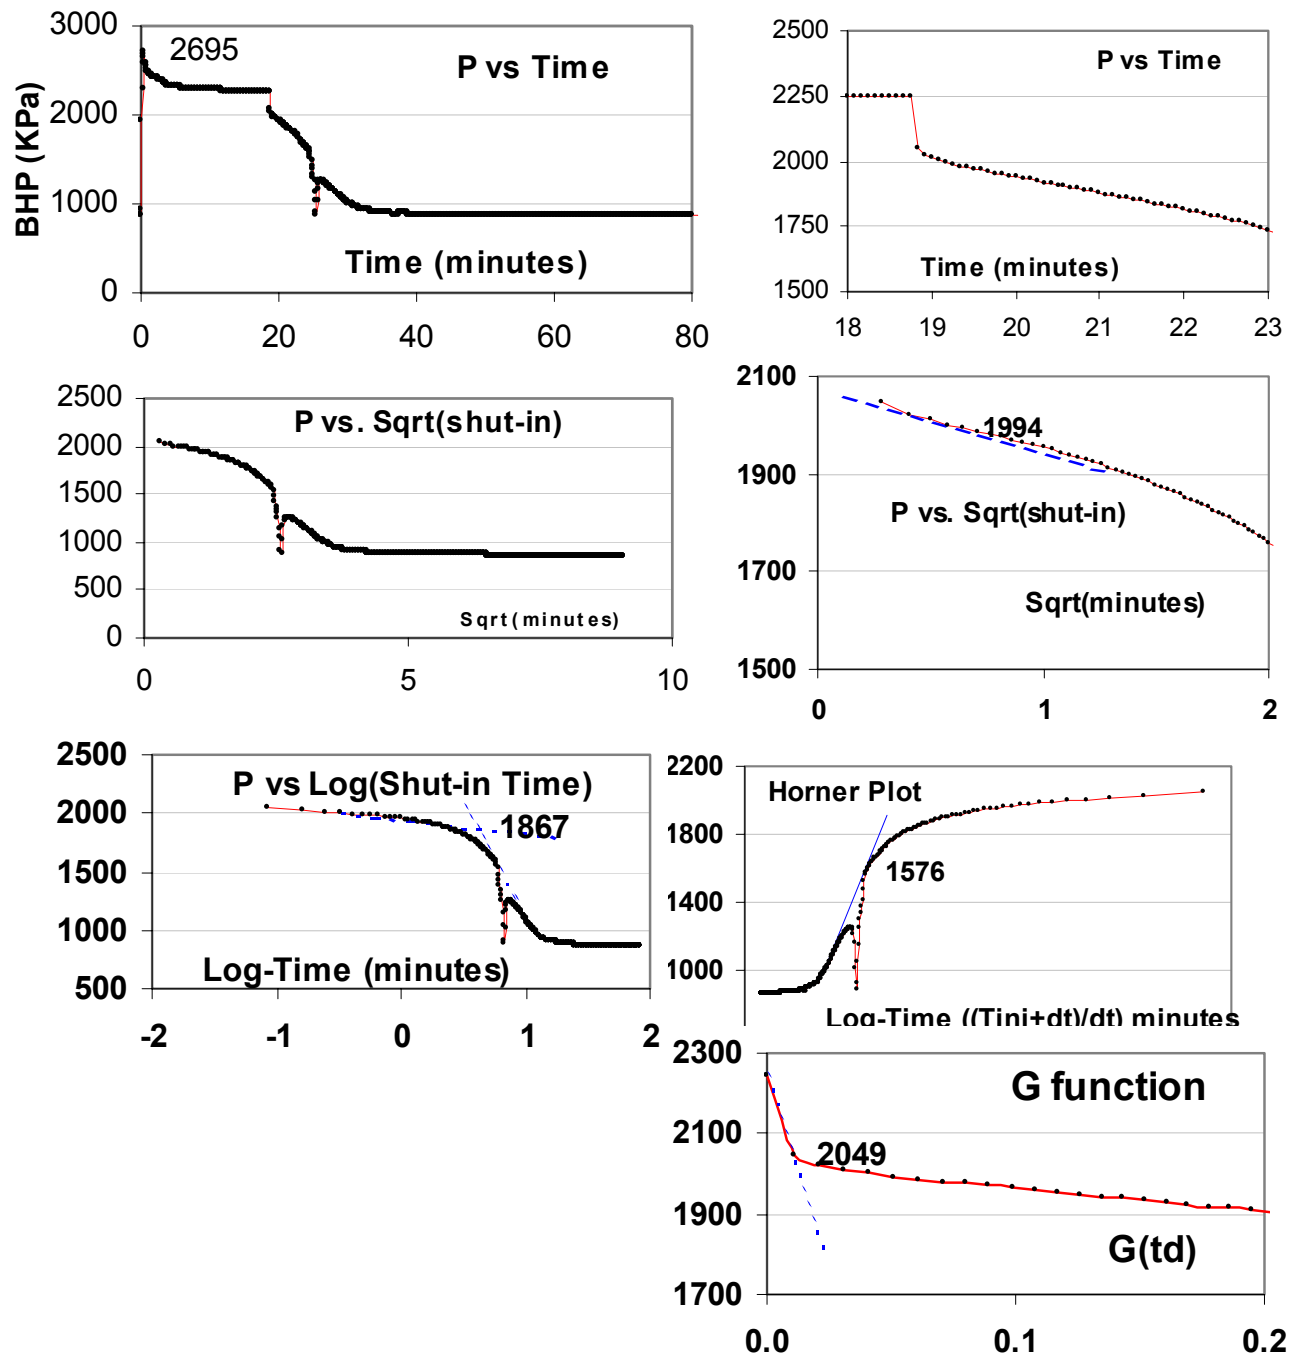 3000
2695
P vs Time
2000
BHP (KPa)
1000
Time (minutes)
0
0 20 40 60 80
2500
P vs Time
2250
2000
1750
Time (minutes)
1500
18 19 20 21 22 23
2500
P vs. Sqrt(shut-in)
2000
1500
1000
500
Sqrt(minutes)
0
0 5 10
2100
1994
1900
P vs. Sqrt(shut-in)
1700
Sqrt(minutes)
1500
0 1 2
2500
P vs Log(Shut-in Time)
2000
1867
1500
1000
Log-Time (minutes)
500
-2 -1 0 1 2
2200
Horner Plot
1800
1576
1400
1000
Log-Time ((Tini+dt)/dt) minutes
2300
G function
2100
2049
1900
G(td)
1700
0.0 0.1 0.2